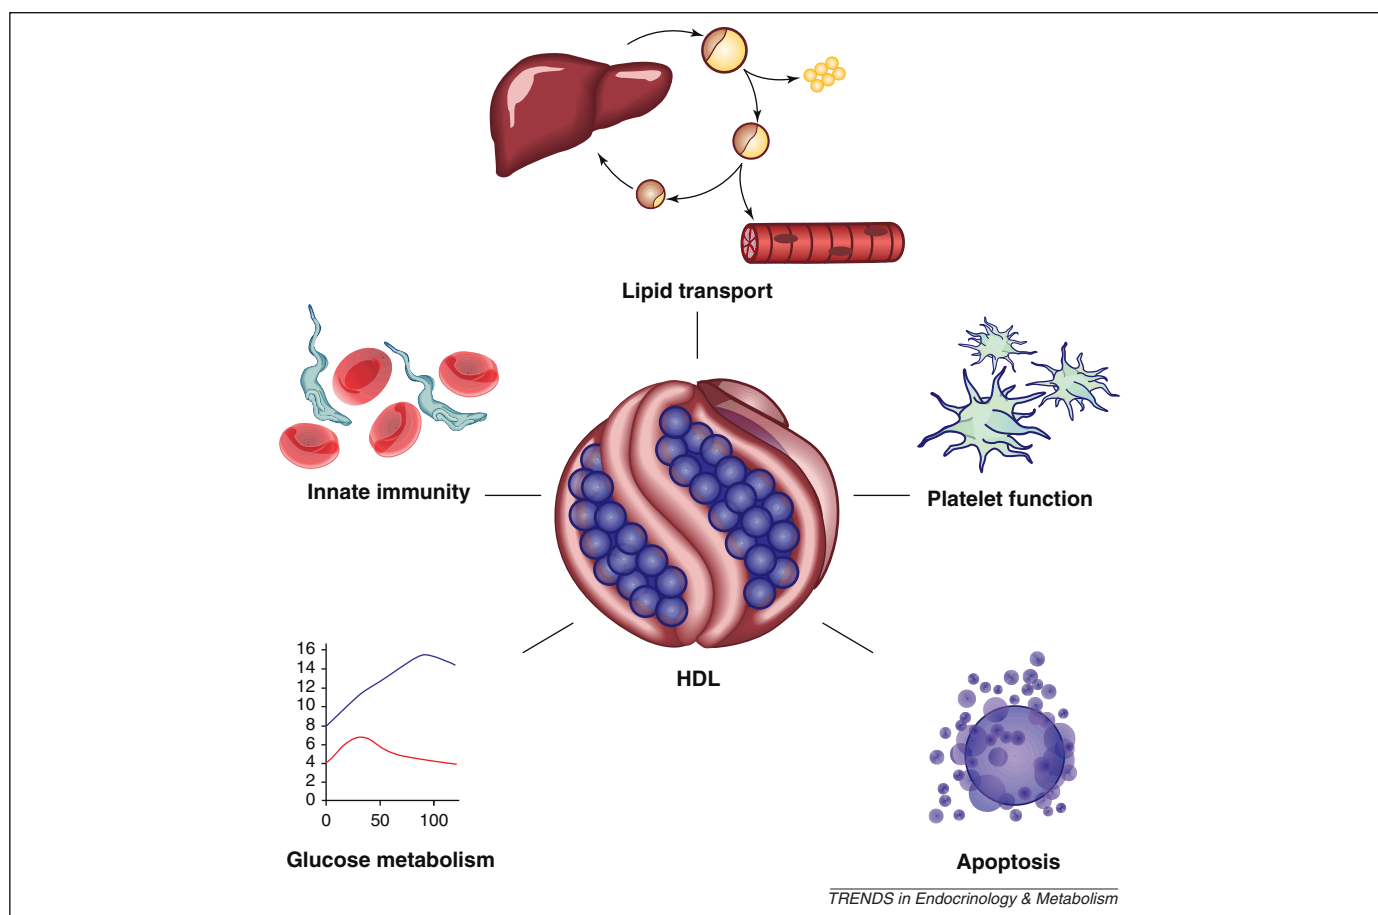 Lipid transport
Innate immunity
Platelet function
HDL
16
14
12
10
8
6
4
2
0
0 50 100
Glucose metabolism
Apoptosis
TRENDS in Endocrinology & Metabolism